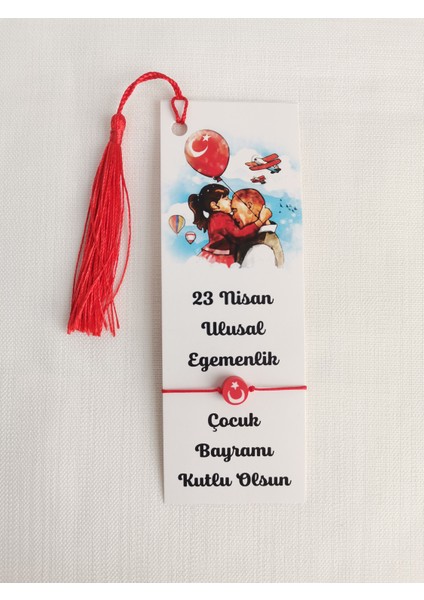 23 Nisan
Ulusal
Egemenlik
Çocuk
Bayramı
Kutlu Olsun